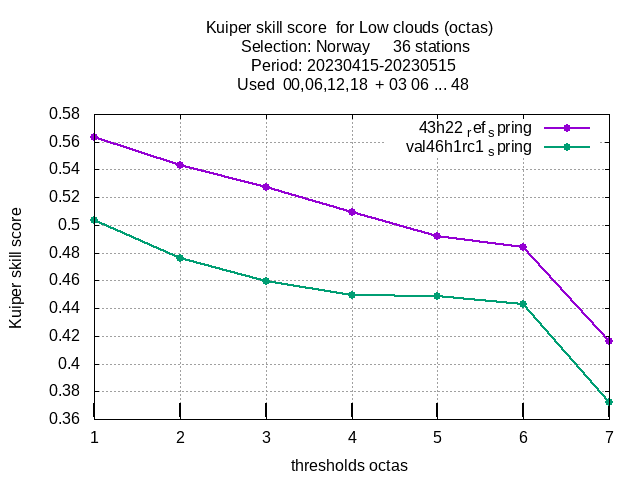 Kuiper skill score for Low clouds (octas)
Selection: Norway 36 stations
Period: 20230415-20230515
Used 00,06,12,18 + 03 06 ... 48
43h22 ref spring
val46h1rc1 spring
0.58
0.56
0.54
0.52
0.5
0.48
0.46
0.44
0.42
0.4
0.38
0.36
Kuiper skill score
1 2 3 4 5 6 7
thresholds octas